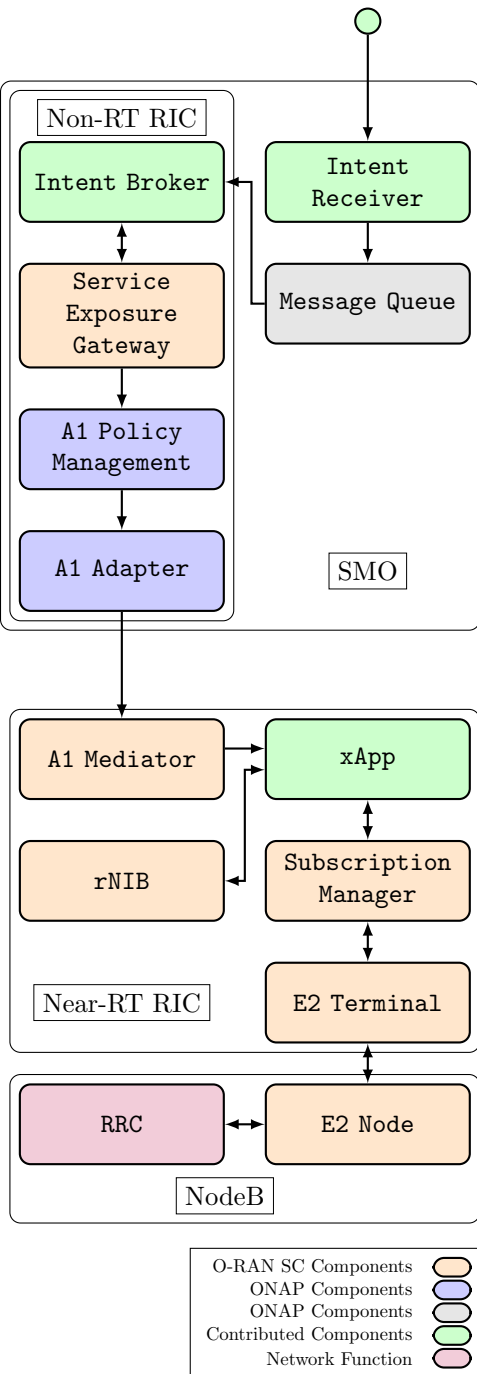 Non-RT RIC
Intent Broker
Intent
Receiver
Service
Exposure
Gateway
Message Queue
A1 Policy
Management
A1 Adapter
SMO
A1 Mediator
xApp
rNIB
Subscription
Manager
Near-RT RIC
E2 Terminal
RRC
E2 Node
NodeB
O-RAN SC Components
ONAP Components
ONAP Components
Contributed Components
Network Function